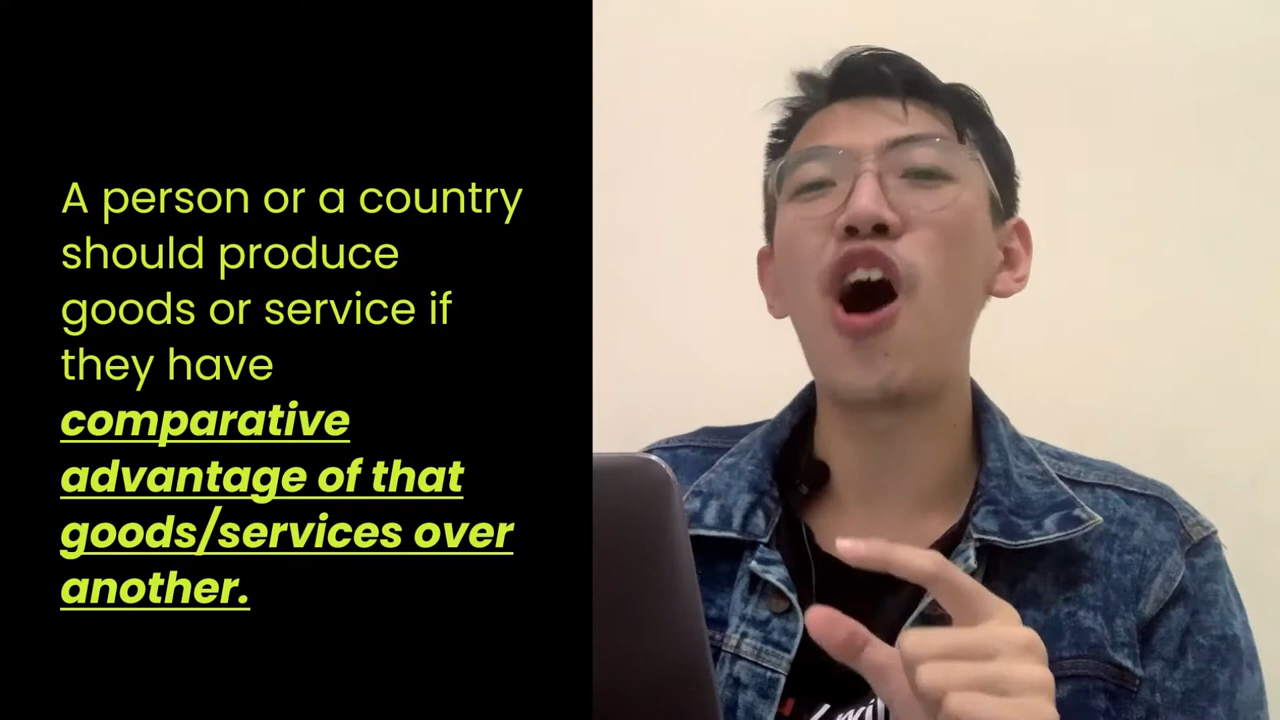 A person or a country
should produce
goods or service if
they have
comparative
advantage of that
goods/services over
another.